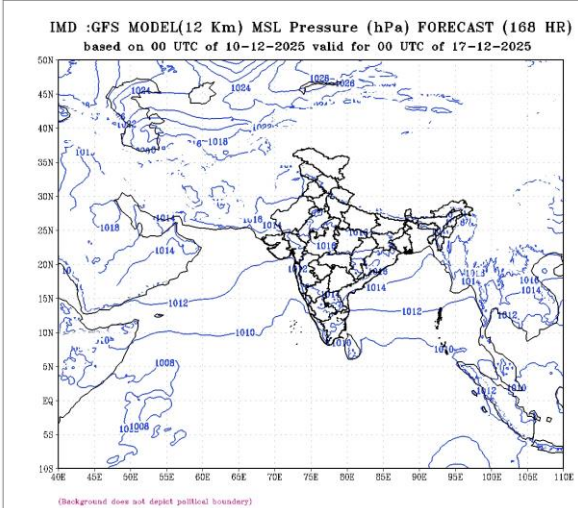 IMD :GFS MODEL(12 Km) MSL Pressure (hPa) FORECAST (168 HR)
based on 00 UTC of 10-12-2025 valid for 00 UTC of 17-12-2025
50N
45N
40N
35N
30N
25N
20N
15N
10N
5N
EQ
5S
10S
1024
1024
1028
1026
1018
1018
1014
1014
1016
1016
1014
1014
1012
1012
1010
1010
1010
1012
1010
1008
1008
40E 45E 50E 55E 60E 65E 70E 75E 80E 85E 90E 95E 100E 105E 110E
(Background does not depict political boundary)